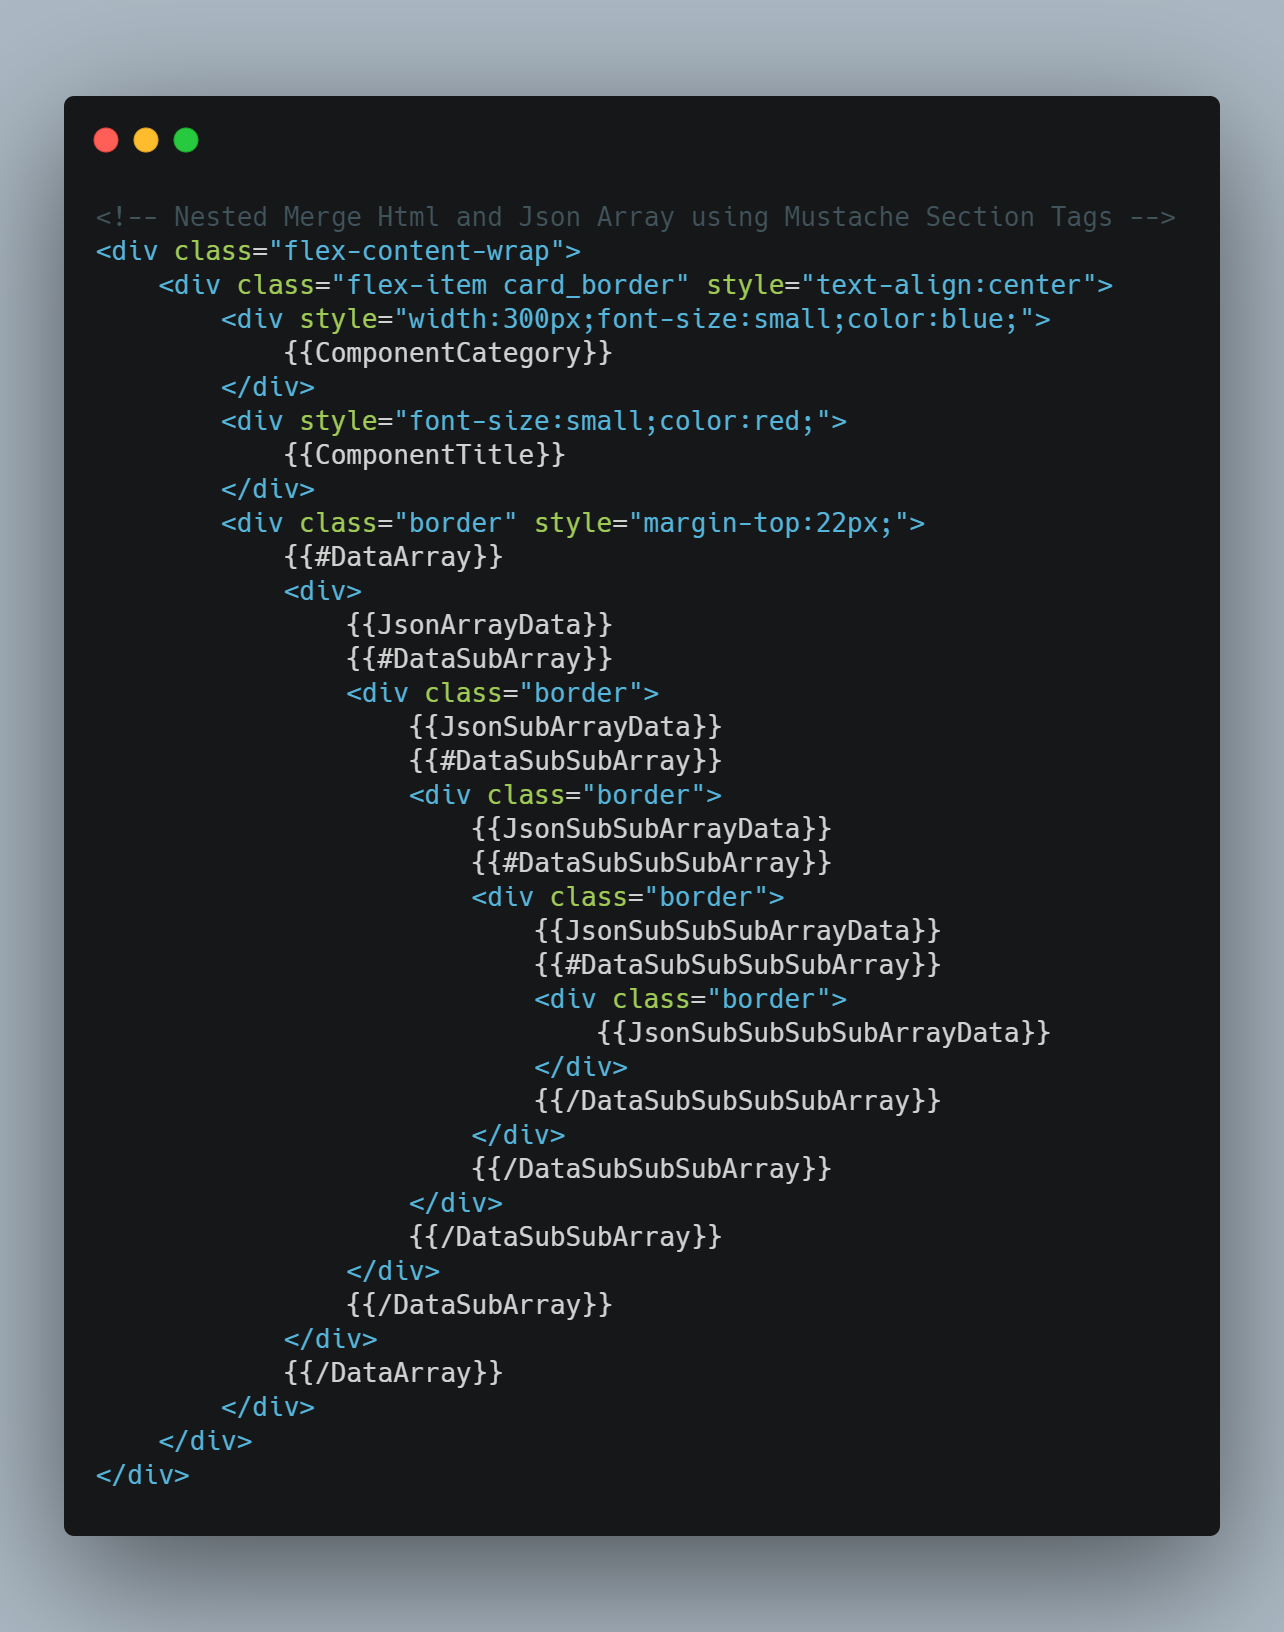 <!-- Nested Merge Html and Json Array using Mustache Section Tags -->
<div class="flex-content-wrap">
    <div class="flex-item card_border" style="text-align:center">
        <div style="width:300px;font-size:small;color:blue;">
            {{ComponentCategory}}
        </div>
        <div style="font-size:small;color:red;">
            {{ComponentTitle}}
        </div>
        <div class="border" style="margin-top:22px;">
            {{#DataArray}}
            <div>
                {{JsonArrayData}}
                {{#DataSubArray}}
                <div class="border">
                    {{JsonSubArrayData}}
                    {{#DataSubSubArray}}
                    <div class="border">
                        {{JsonSubSubArrayData}}
                        {{#DataSubSubSubArray}}
                        <div class="border">
                            {{JsonSubSubSubArrayData}}
                            {{#DataSubSubSubSubArray}}
                            <div class="border">
                                {{JsonSubSubSubSubArrayData}}
                            </div>
                            {{/DataSubSubSubSubArray}}
                        </div>
                        {{/DataSubSubSubArray}}
                    </div>
                    {{/DataSubSubArray}}
                </div>
                {{/DataSubArray}}
            </div>
            {{/DataArray}}
        </div>
    </div>
</div>